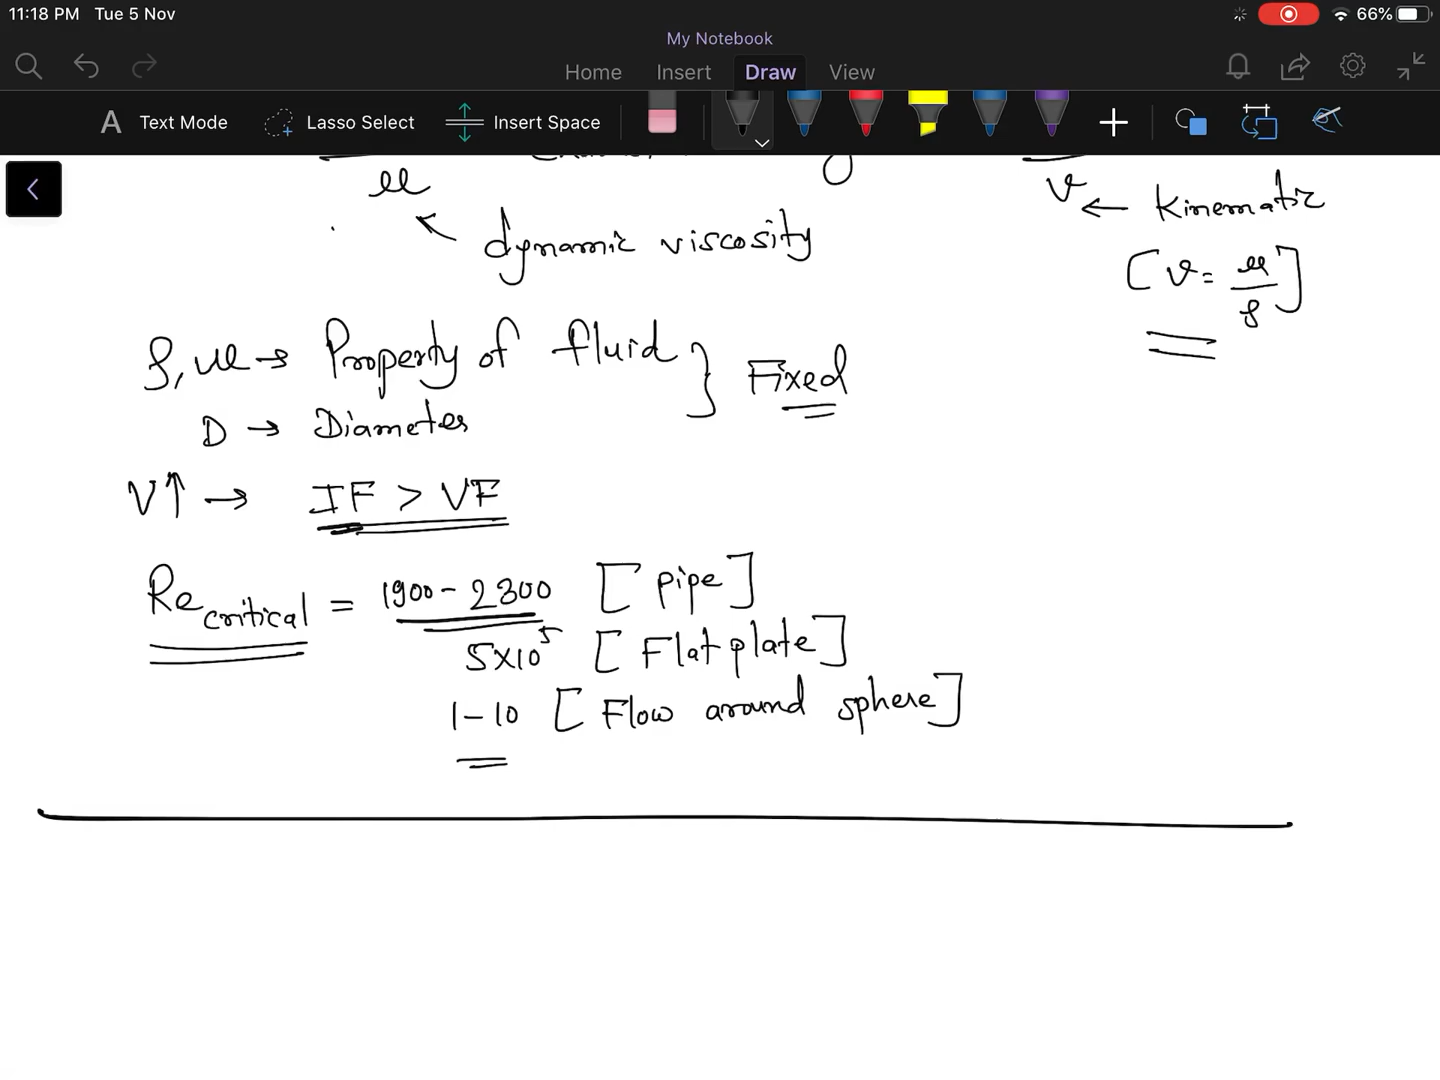 11:18 PM Tue 5 Nov
66%
My Notebook
Home Insert Draw View
A Text Mode Lasso Select Insert Space
μ
ν ← kinematic
dynamic viscosity
[ν = μ/ρ]
ρ, μ → Property of fluid } Fixed
D → Diameter
V↑ → IF > VF
Re critical = 1900 - 2300 [pipe]
5×10⁵ [Flat plate]
1 - 10 [Flow around sphere]